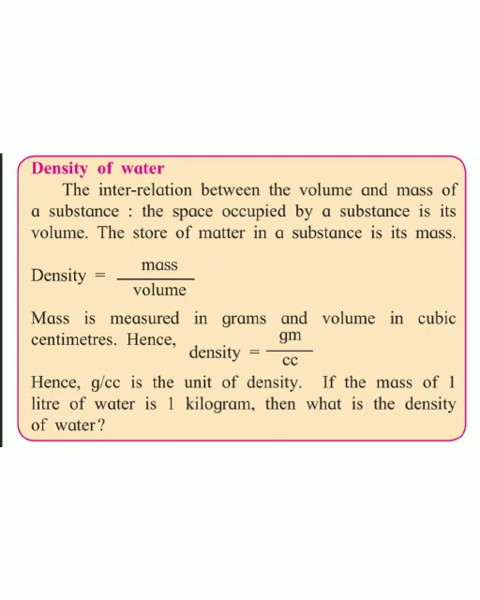 Density of water
The inter-relation between the volume and mass of
a substance : the space occupied by a substance is its
volume. The store of matter in a substance is its mass.
Density = mass
volume
Mass is measured in grams and volume in cubic
centimetres. Hence,
density = gm
cc
Hence, g/cc is the unit of density. If the mass of 1
litre of water is 1 kilogram, then what is the density
of water?